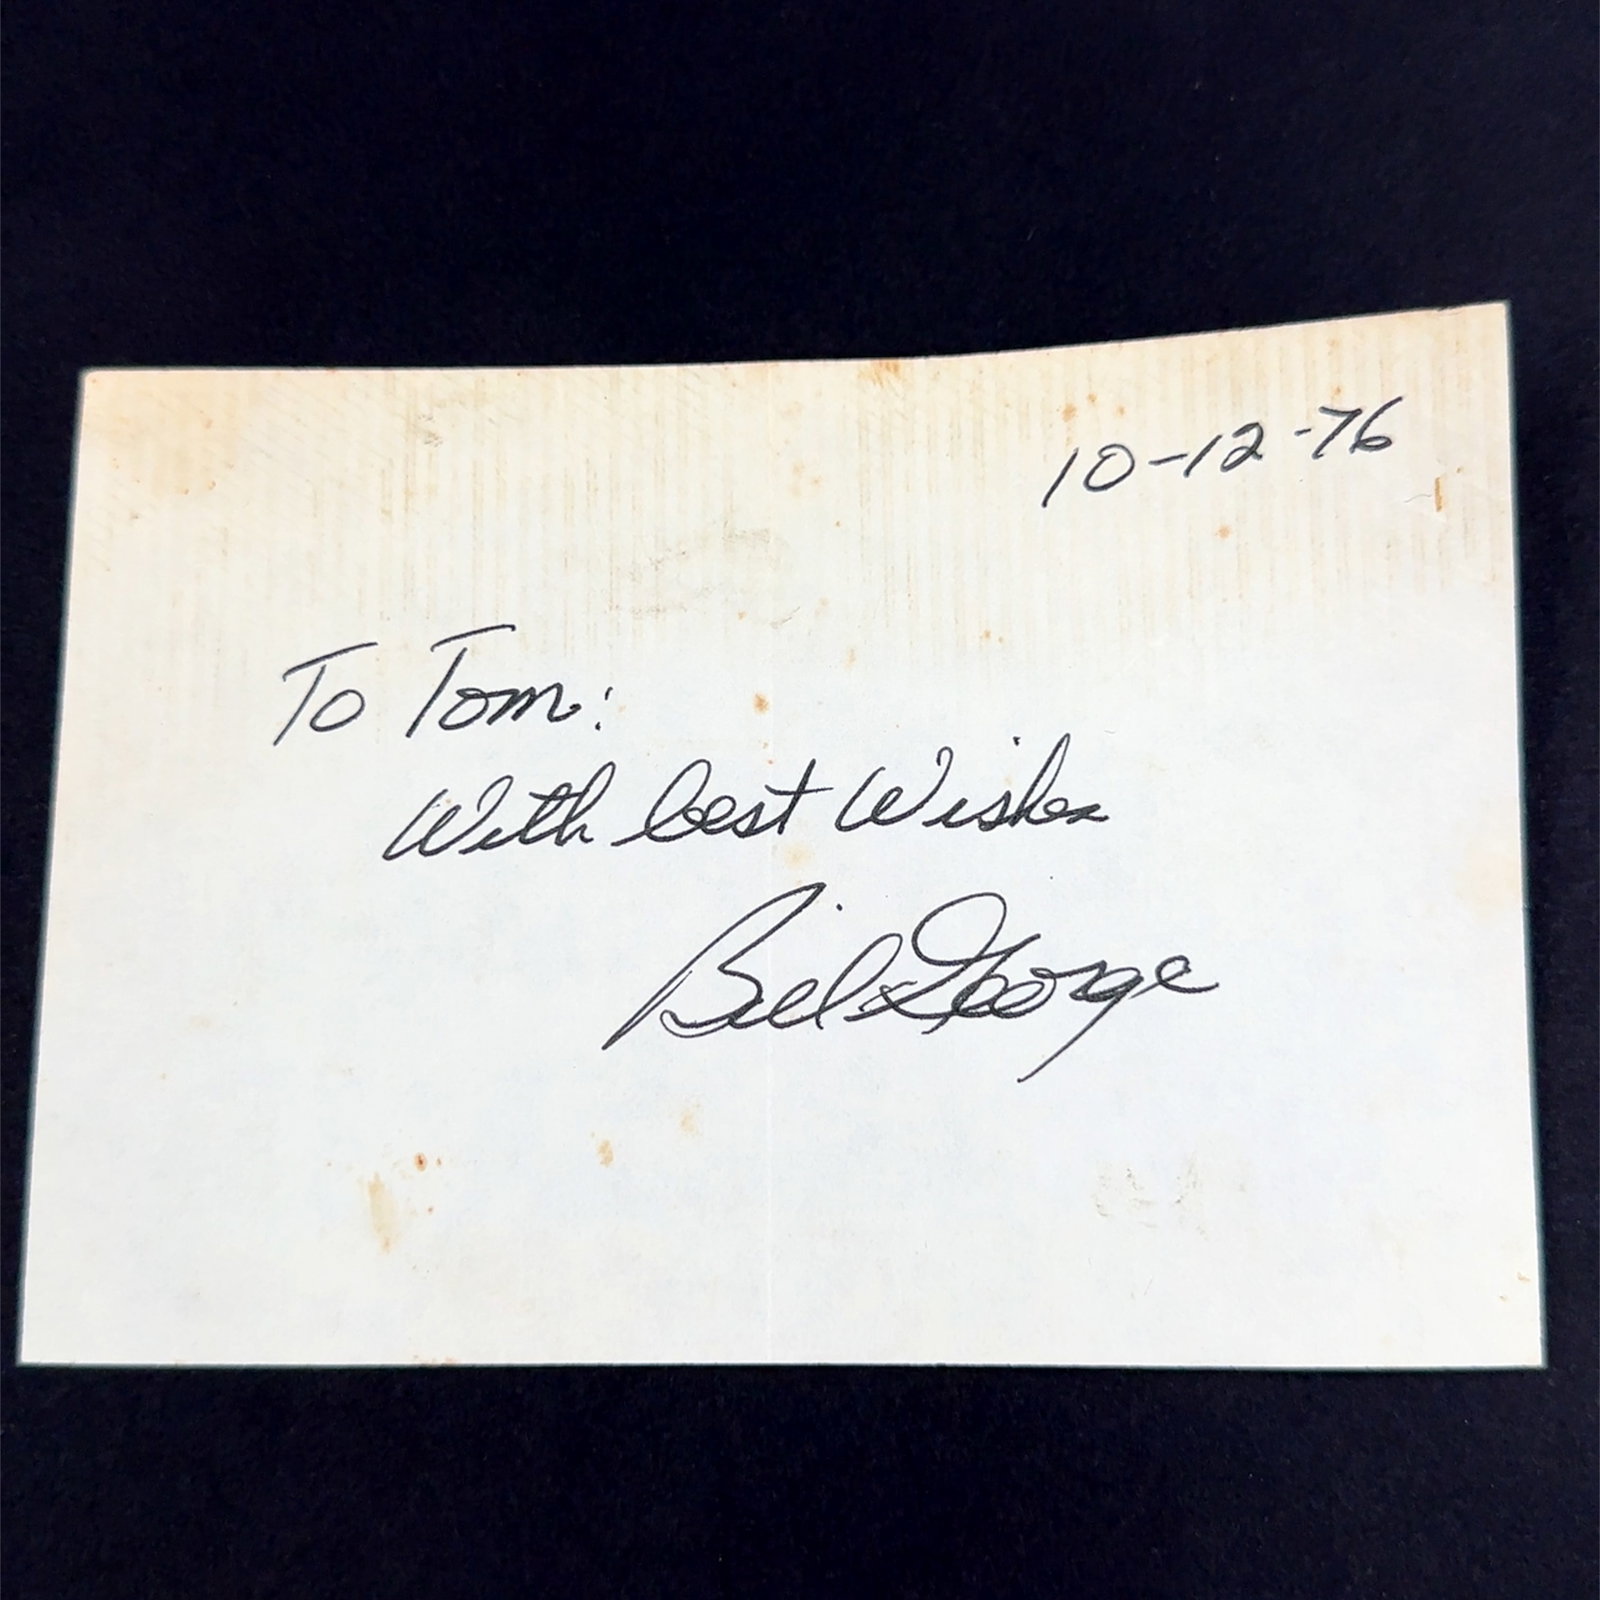 10-12-76
To Tom:
With best Wishes
Bill George